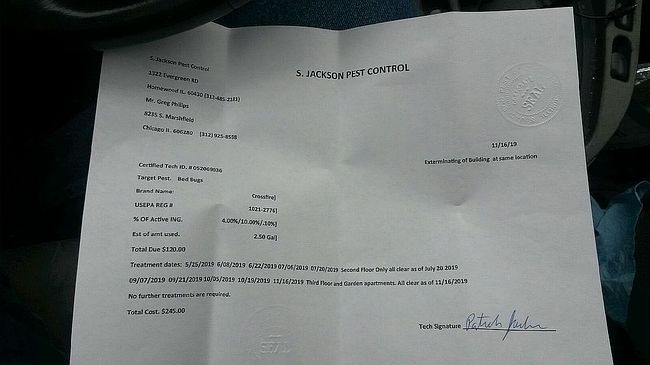 S. JACKSON PEST CONTROL
S. Jackson Pest Control
1322 Evergreen RD
Homewood IL. 60430 (312-485-2183)
Mr. Greg Philips
8235 S. Marshfield
Chicago Il. 606280 (312) 925-8598
SEAL
11/16/19
Exterminating of Building at same location
Certified Tech ID. # 052069036
Target Pest. Bed Bugs
Brand Name: Crossfire]
USEPA REG # 1021-2776]
% OF Active ING. 4.00%/10.00%/.10%]
Est of amt used. 2.50 Gal]
Total Due $120.00
Treatment dates: 5/25/2019 6/08/2019 6/22/2019 07/06/2019 07/20/2019 Second Floor Only all clear as of July 20 2019
09/07/2019 09/21/2019 10/05/2019 10/19/2019 11/16/2019 Third Floor and Garden apartments. All clear as of 11/16/2019
No further treatments are required.
Total Cost. $245.00
SEAL
Tech Signature Patrick